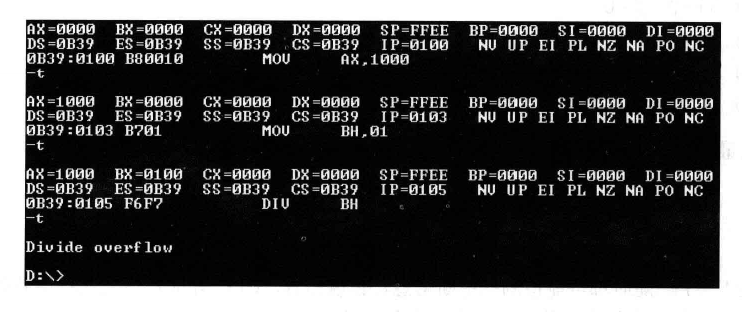 AX=0000 BX=0000 CX=0000 DX=0000 SP=FFEE BP=0000 SI=0000 DI=0000
DS=0B39 ES=0B39 SS=0B39 CS=0B39 IP=0100 NV UP EI PL NZ NA PO NC
0B39:0100 B80010 MOV AX,1000
-t
AX=1000 BX=0000 CX=0000 DX=0000 SP=FFEE BP=0000 SI=0000 DI=0000
DS=0B39 ES=0B39 SS=0B39 CS=0B39 IP=0103 NV UP EI PL NZ NA PO NC
0B39:0103 B701 MOV BH,01
-t
AX=1000 BX=0100 CX=0000 DX=0000 SP=FFEE BP=0000 SI=0000 DI=0000
DS=0B39 ES=0B39 SS=0B39 CS=0B39 IP=0105 NV UP EI PL NZ NA PO NC
0B39:0105 F6F7 DIV BH
-t
Divide overflow
D:\>